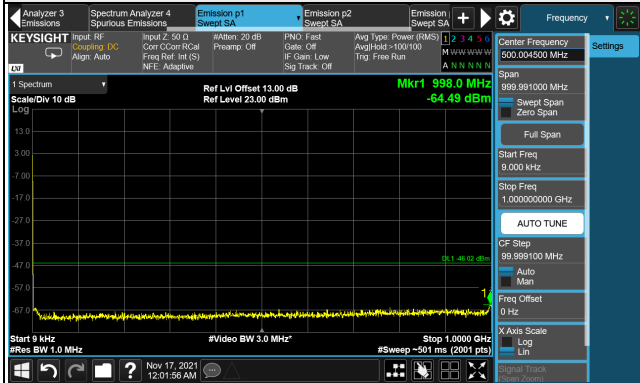 Analyzer 3
Emissions
Spectrum Analyzer 4
Spurious Emissions
Emission p1
Swept SA
Emission p2
Swept SA
Emission
Swept SA
Frequency
KEYSIGHT
Input: RF
Coupling: DC
Align: Auto
Input Z: 50 Ω
Corr CCorr RCal
Freq Ref: Int (S)
NFE: Adaptive
#Atten: 20 dB
Preamp: Off
PNO: Fast
Gate: Off
IF Gain: Low
Sig Track: Off
Avg Type: Power (RMS)
Avg|Hold:>100/100
Trig: Free Run
1 2 3 4 5 6
M W W W W W
A N N N N N
LXI
1 Spectrum
Scale/Div 10 dB
Ref Lvl Offset 13.00 dB
Ref Level 23.00 dBm
Mkr1 998.0 MHz
-64.49 dBm
Log
13.0
3.00
-7.00
-17.0
-27.0
-37.0
-47.0
-57.0
-67.0
DL1 -46.02 dBm
1
Start 9 kHz
#Res BW 1.0 MHz
#Video BW 3.0 MHz*
Stop 1.0000 GHz
#Sweep ~501 ms (2001 pts)
Nov 17, 2021
12:01:56 AM
Center Frequency
500.004500 MHz
Settings
Span
999.991000 MHz
Swept Span
Zero Span
Full Span
Start Freq
9.000 kHz
Stop Freq
1.000000000 GHz
AUTO TUNE
CF Step
99.999100 MHz
Auto
Man
Freq Offset
0 Hz
X Axis Scale
Log
Lin
Signal Track
(Span Zoom)